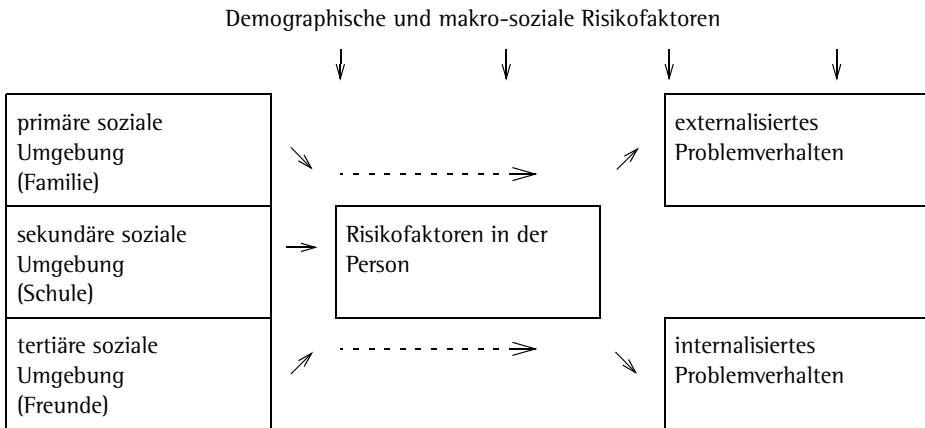 Demographische und makro-soziale Risikofaktoren
primäre soziale
Umgebung
(Familie)
sekundäre soziale
Umgebung
(Schule)
tertiäre soziale
Umgebung
(Freunde)
Risikofaktoren in der
Person
externalisiertes
Problemverhalten
internalisiertes
Problemverhalten